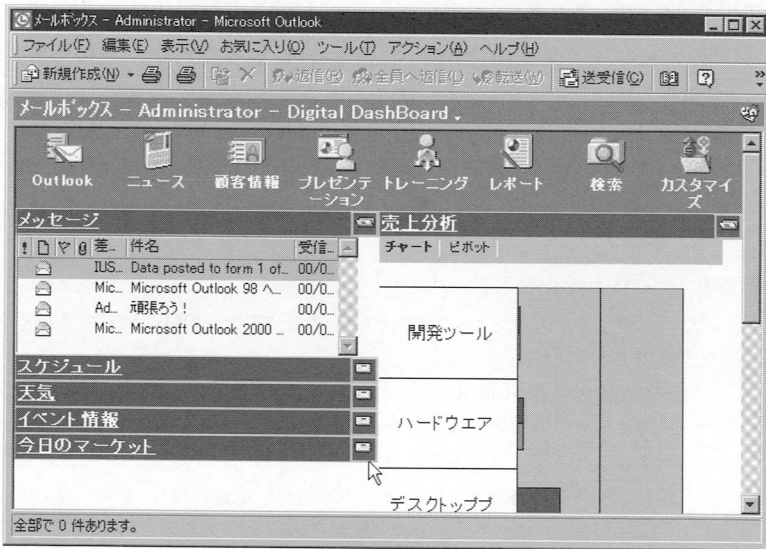 メールボックス - Administrator - Microsoft Outlook
ファイル(F) 編集(E) 表示(V) お気に入り(O) ツール(T) アクション(A) ヘルプ(H)
新規作成(N) 返信(R) 全員へ返信(L) 転送(W) 送受信(C)
メールボックス - Administrator - Digital DashBoard
Outlook ニュース 顧客情報 プレゼンテーション トレーニング レポート 検索 カスタマイズ
メッセージ
! 差... 件名 受信...
IUS... Data posted to form 1 of... 00/0...
Mic... Microsoft Outlook 98 へ... 00/0...
Ad... 頑張ろう! 00/0...
Mic... Microsoft Outlook 2000 ... 00/0...
スケジュール
天気
イベント情報
今日のマーケット
売上分析
チャート | ピボット
開発ツール
ハードウエア
デスクトッププ
全部で 0 件あります。